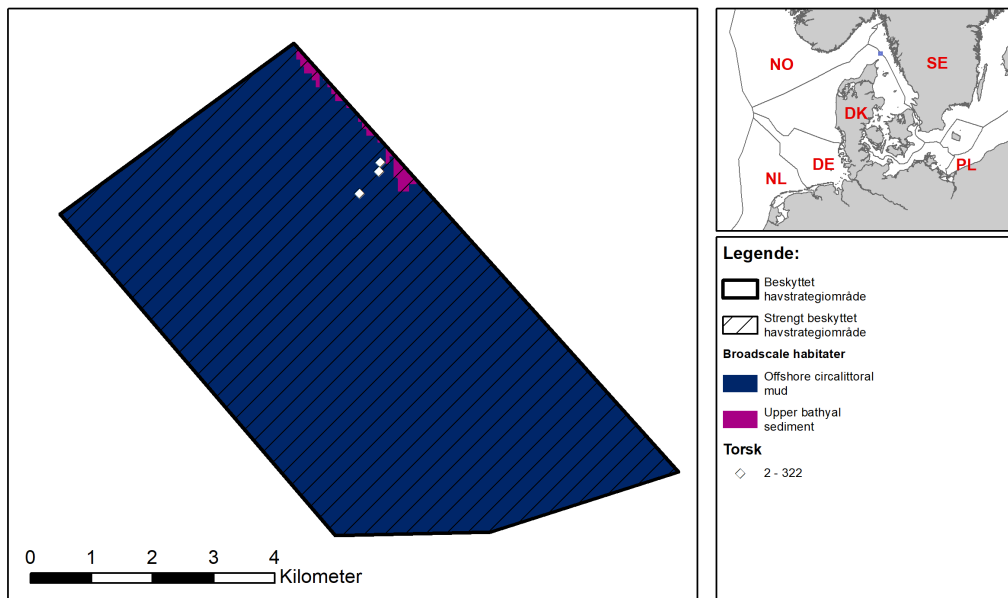 0 1 2 3 4
Kilometer
NO
SE
DK
DE
PL
NL
Legende:
Beskyttet
havstrategiområde
Strengt beskyttet
havstrategiområde
Broadscale habitater
Offshore circalittoral
mud
Upper bathyal
sediment
Torsk
2 - 322